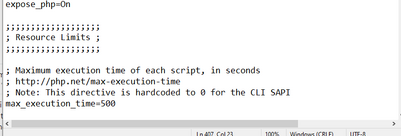 expose_php=On
;;;;;;;;;;;;;;;;;;;
; Resource Limits ;
;;;;;;;;;;;;;;;;;;;
; Maximum execution time of each script, in seconds
; http://php.net/max-execution-time
; Note: This directive is hardcoded to 0 for the CLI SAPI
max_execution_time=500
Ln 407, Col 23 100% Windows (CRLF) UTF-8